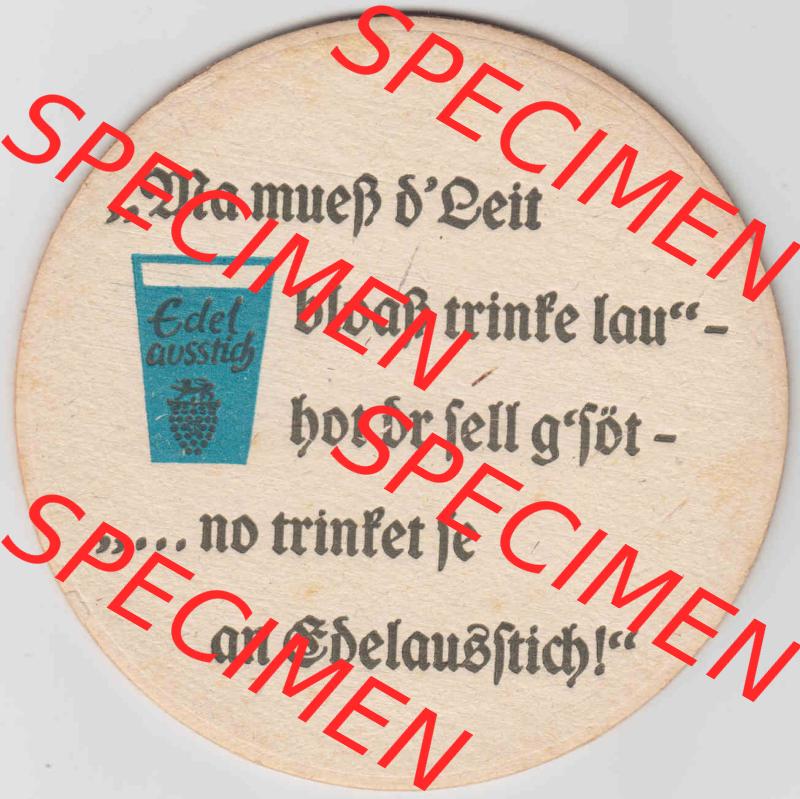 „Ma mueß d’Leit
bloaß trinke lau“-
hot dr sell g‘söt -
„... no trinket se
an Edelausstich!“
Edel
ausstich
SPECIMEN
SPECIMEN
SPECIMEN
SPECIMEN